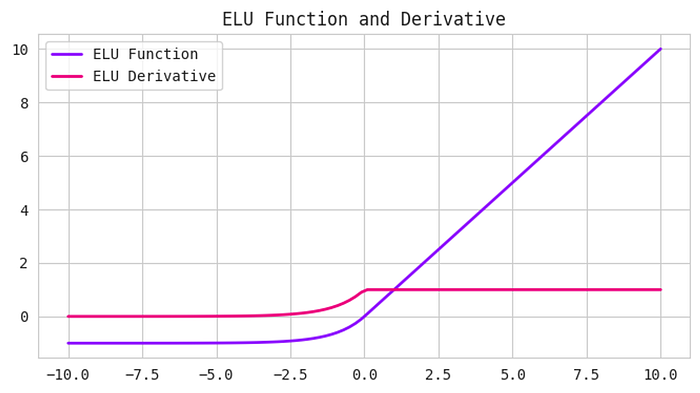 ELU Function and Derivative
ELU Function
ELU Derivative
10
8
6
4
2
0
−10.0 −7.5 −5.0 −2.5 0.0 2.5 5.0 7.5 10.0